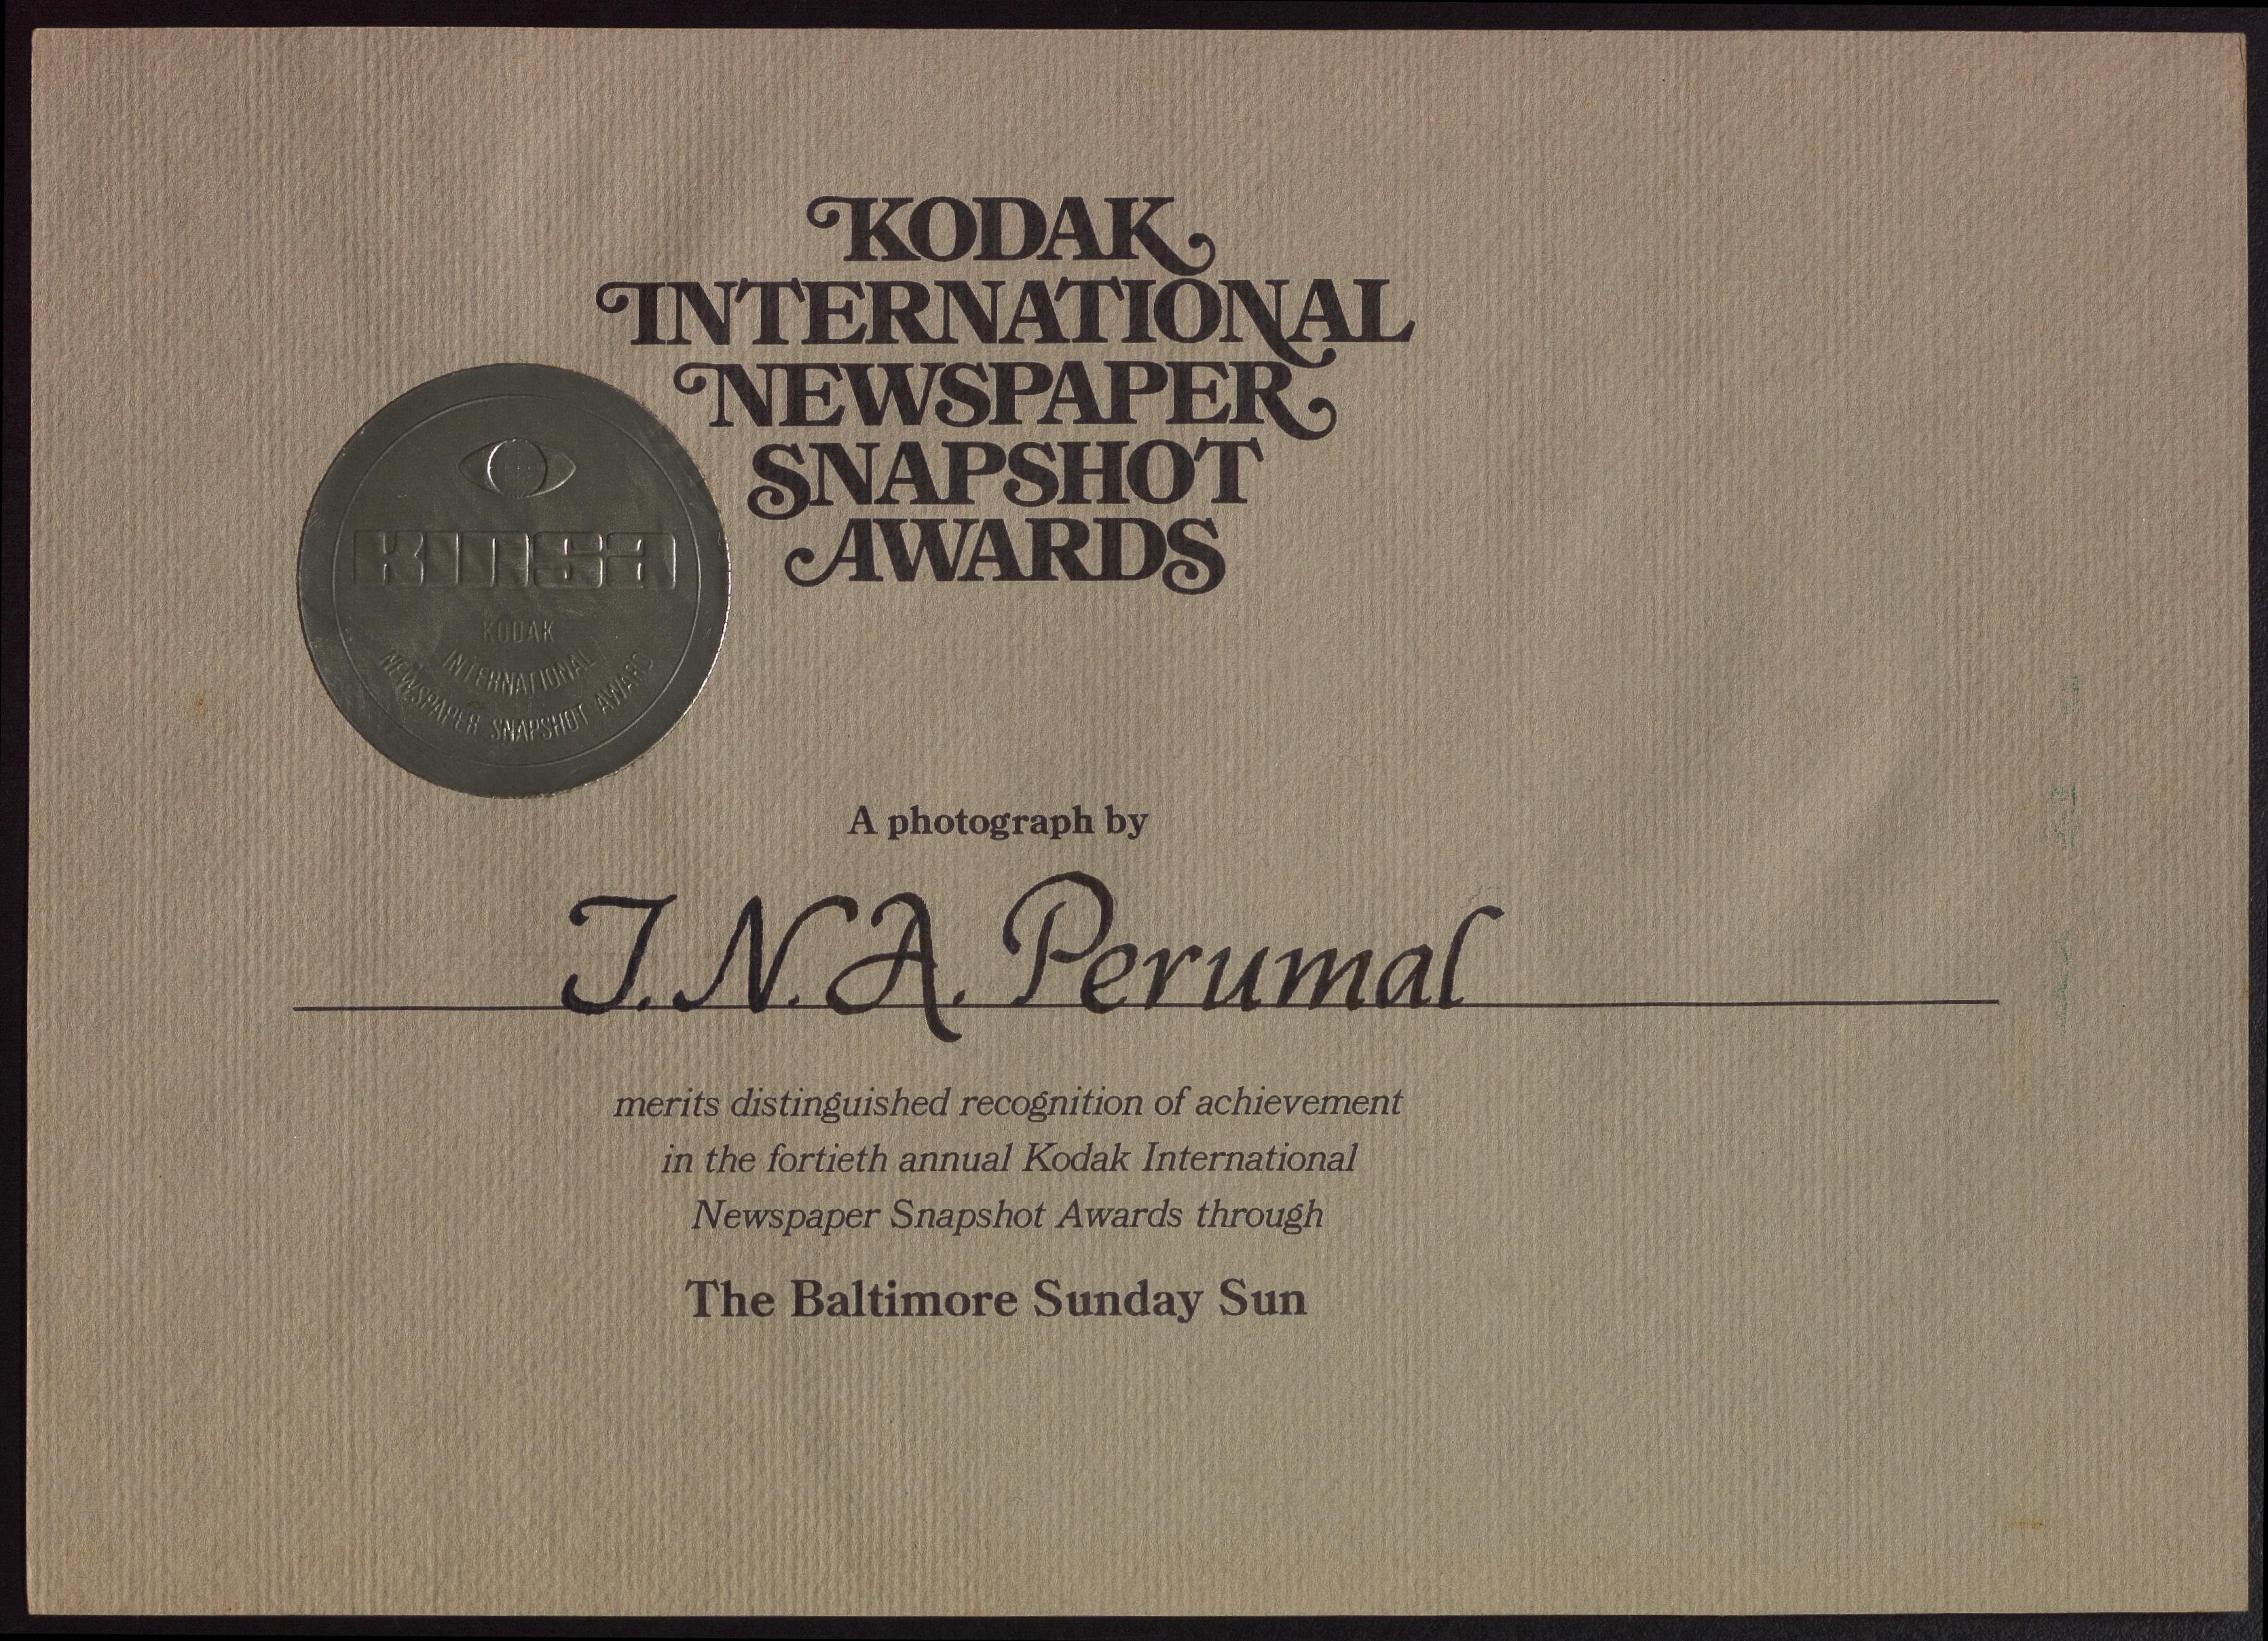 KODAK
INTERNATIONAL
NEWSPAPER
SNAPSHOT
AWARDS
KINSA
KODAK
INTERNATIONAL
NEWSPAPER SNAPSHOT AWARD
A photograph by
T.N.A. Perumal
merits distinguished recognition of achievement
in the fortieth annual Kodak International
Newspaper Snapshot Awards through
The Baltimore Sunday Sun